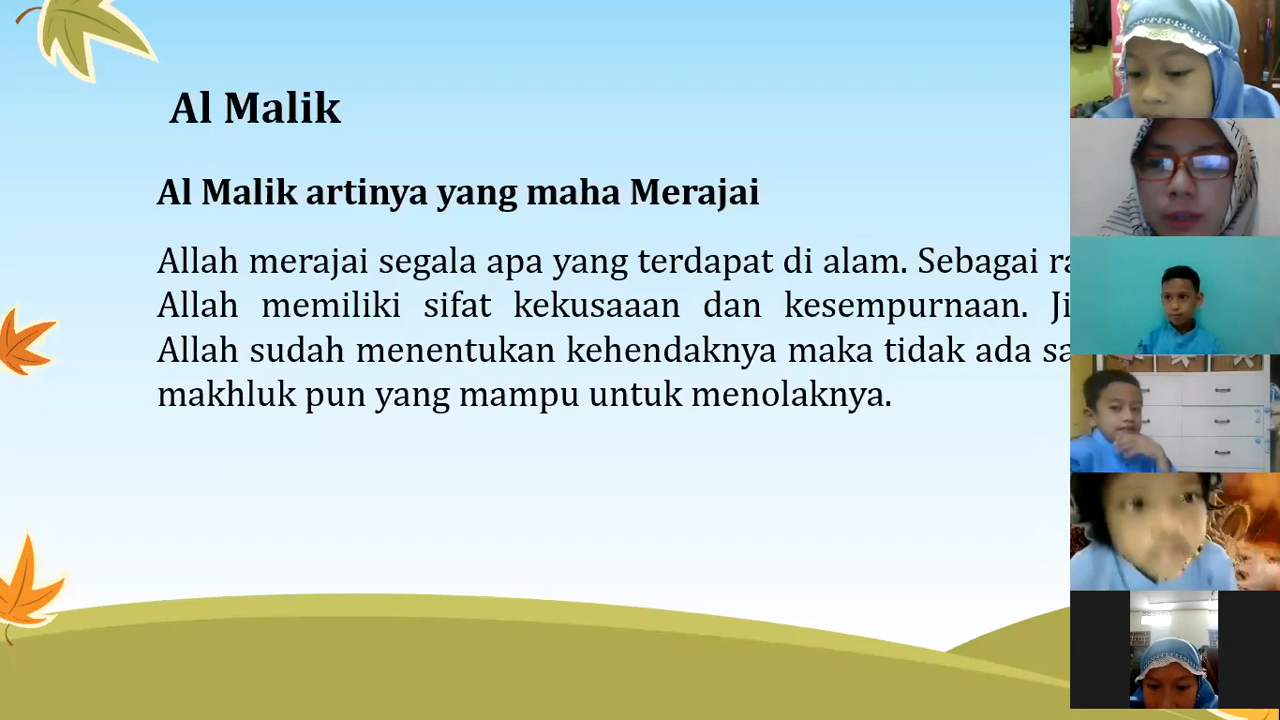 Al Malik
Al Malik artinya yang maha Merajai
Allah merajai segala apa yang terdapat di alam. Sebagai
Allah memiliki sifat kekusaaan dan kesempurnaan.
Allah sudah menentukan kehendaknya maka tidak ada
makhluk pun yang mampu untuk menolaknya.